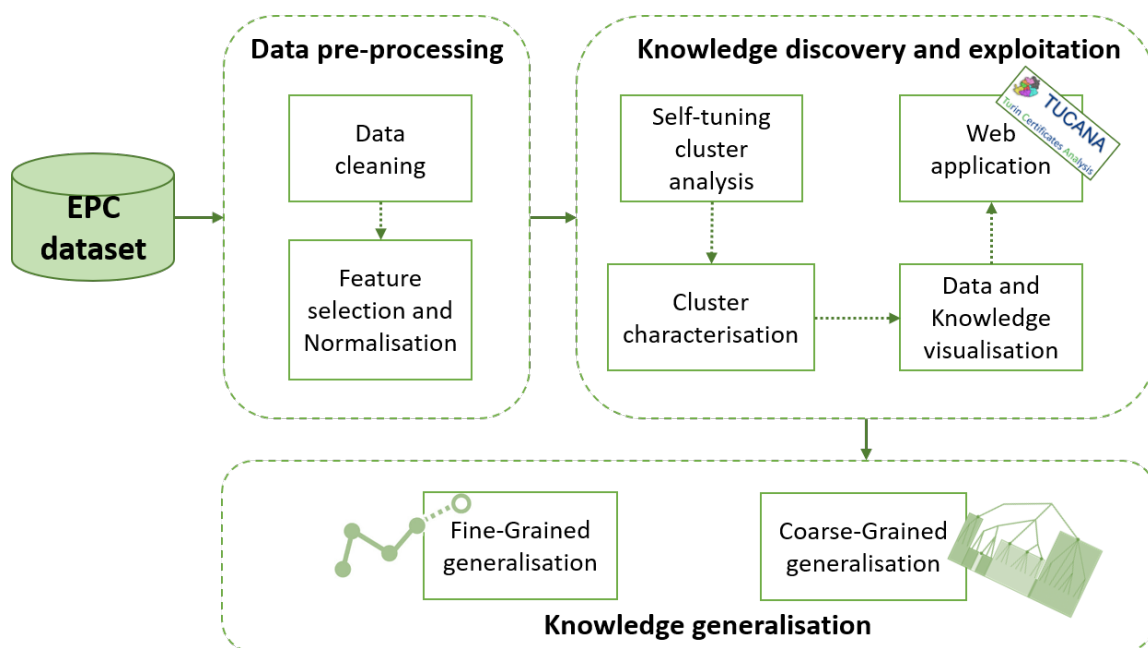 Data pre-processing
Knowledge discovery and exploitation
EPC
dataset
Data
cleaning
Feature
selection and
Normalisation
Self-tuning
cluster
analysis
Cluster
characterisation
Web
application
TUCANA
Turin Certificates Analysis
Data and
Knowledge
visualisation
Fine-Grained
generalisation
Coarse-Grained
generalisation
Knowledge generalisation